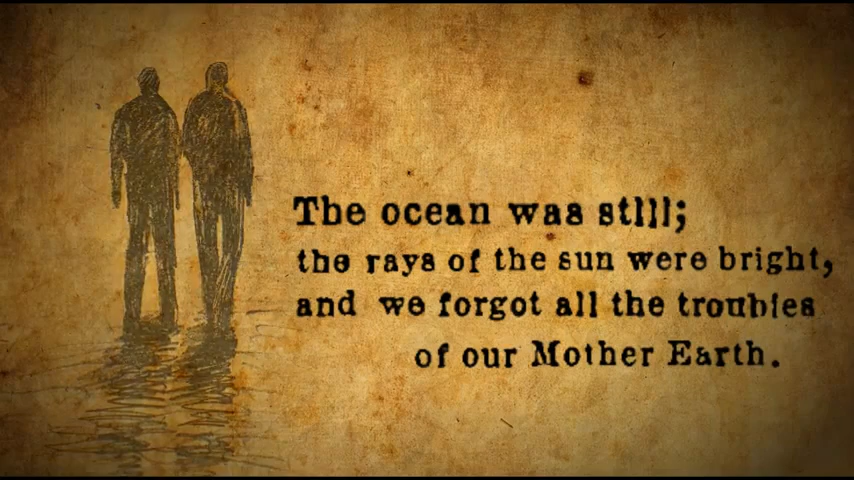 The ocean was still;
the rays of the sun were bright,
and we forgot all the troubles
of our Mother Earth.